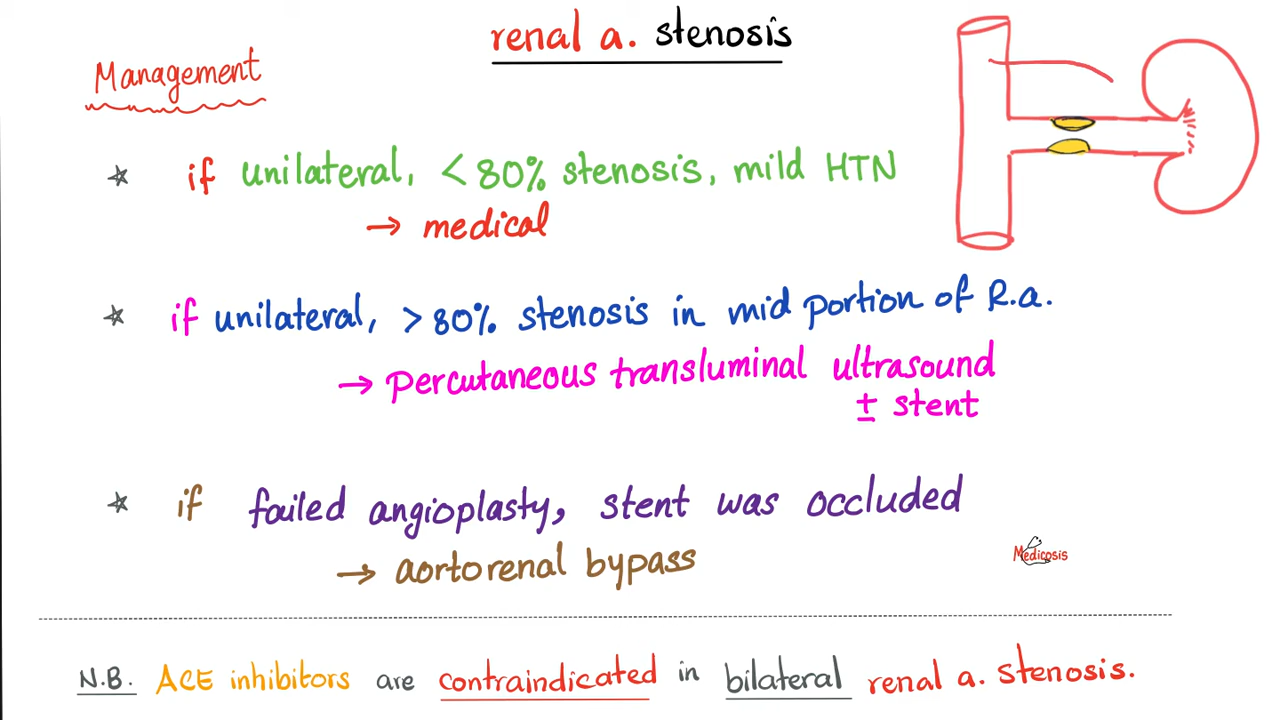 renal a. stenosis
Management
☆ if unilateral, < 80% stenosis, mild HTN
→ medical
☆ if unilateral, > 80% stenosis in mid portion of R.a.
→ percutaneous transluminal ultrasound
± stent
☆ if failed angioplasty, stent was occluded
→ aortorenal bypass
Medicosis
N.B. ACE inhibitors are contraindicated in bilateral renal a. stenosis.